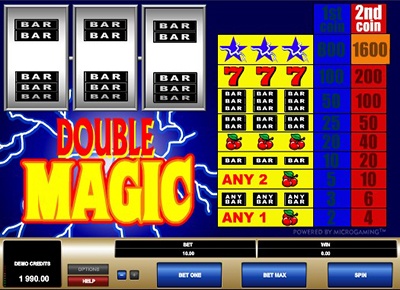 1st coin 2nd coin
BAR BAR BAR
BAR BAR BAR
800 1600
7 7 7 100 200
BAR BAR BAR
BAR BAR BAR
BAR BAR BAR
BAR BAR BAR
BAR BAR BAR
BAR BAR BAR 50 100
BAR BAR BAR
BAR BAR BAR 25 50
20 40
BAR BAR BAR 10 20
ANY 2 5 10
ANY BAR ANY BAR ANY BAR 3 6
ANY 1 2 4
DOUBLE
MAGIC
POWERED BY MICROGAMING™
BET WIN
10.00 0.00
DEMO CREDITS
1 990.00
OPTIONS
HELP
BET ONE BET MAX SPIN